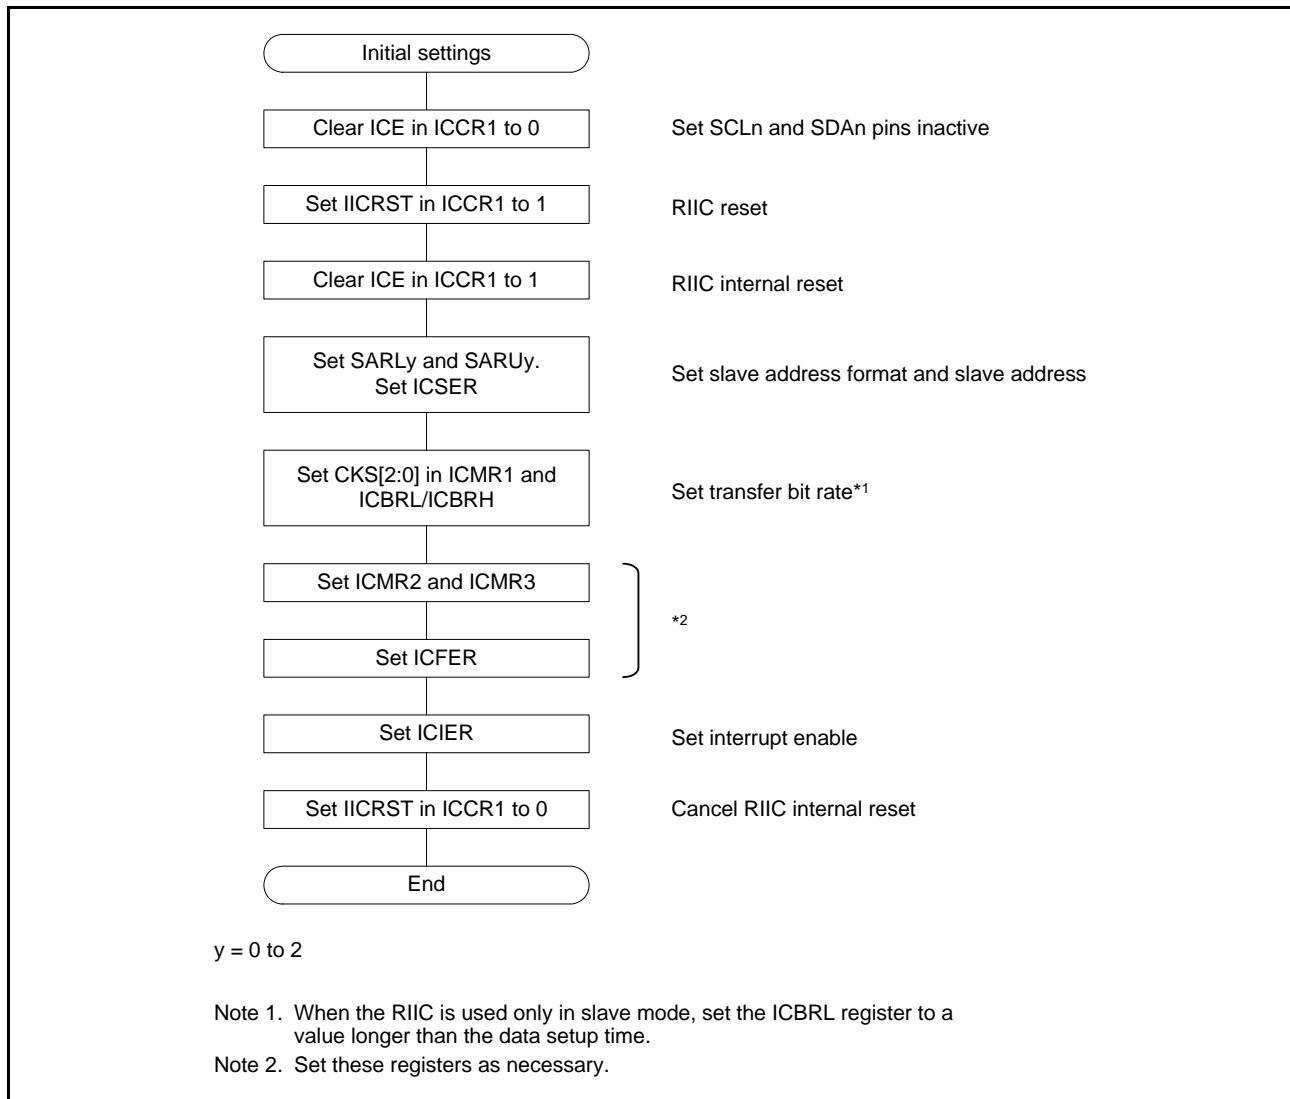 Initial settings
Clear ICE in ICCR1 to 0
Set SCLn and SDAn pins inactive
Set IICRST in ICCR1 to 1
RIIC reset
Clear ICE in ICCR1 to 1
RIIC internal reset
Set SARLy and SARUy.
Set ICSER
Set slave address format and slave address
Set CKS[2:0] in ICMR1 and
ICBRL/ICBRH
Set transfer bit rate*1
Set ICMR2 and ICMR3
*2
Set ICFER
Set ICIER
Set interrupt enable
Set IICRST in ICCR1 to 0
Cancel RIIC internal reset
End
y = 0 to 2
Note 1. When the RIIC is used only in slave mode, set the ICBRL register to a
value longer than the data setup time.
Note 2. Set these registers as necessary.